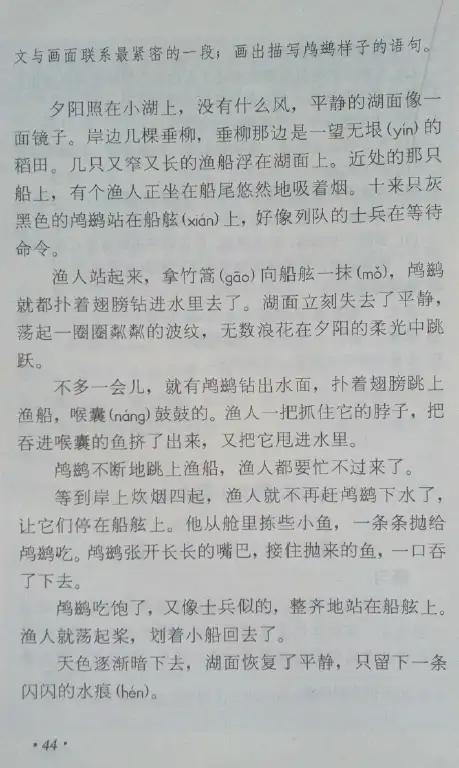 文与画面联系最紧密的一段；画出描写鸬鹚样子的语句。
夕阳照在小湖上，没有什么风，平静的湖面像一
面镜子。岸边几棵垂柳，垂柳那边是一望无垠(yín)的
稻田。几只又窄又长的渔船浮在湖面上。近处的那只
船上，有个渔人正坐在船尾悠然地吸着烟。十来只灰
黑色的鸬鹚站在船舷(xián)上，好像列队的士兵在等待
命令。
渔人站起来，拿竹篙(gāo)向船舷一抹(mǒ)，鸬鹚
就都扑着翅膀钻进水里去了。湖面立刻失去了平静，
荡起一圈圈粼粼的波纹，无数浪花在夕阳的柔光中跳
跃。
不多一会儿，就有鸬鹚钻出水面，扑着翅膀跳上
渔船，喉囊(náng)鼓鼓的。渔人一把抓住它的脖子，把
吞进喉囊的鱼挤了出来，又把它甩进水里。
鸬鹚不断地跳上渔船，渔人都要忙不过来了。
等到岸上炊烟四起，渔人就不再赶鸬鹚下水了，
让它们停在船舷上。他从舱里拣些小鱼，一条条抛给
鸬鹚吃。鸬鹚张开长长的嘴巴，接住抛来的鱼，一口吞
了下去。
鸬鹚吃饱了，又像士兵似的，整齐地站在船舷上。
渔人就荡起桨，划着小船回去了。
天色逐渐暗下去，湖面恢复了平静，只留下一条
闪闪的水痕(hén)。
·44·